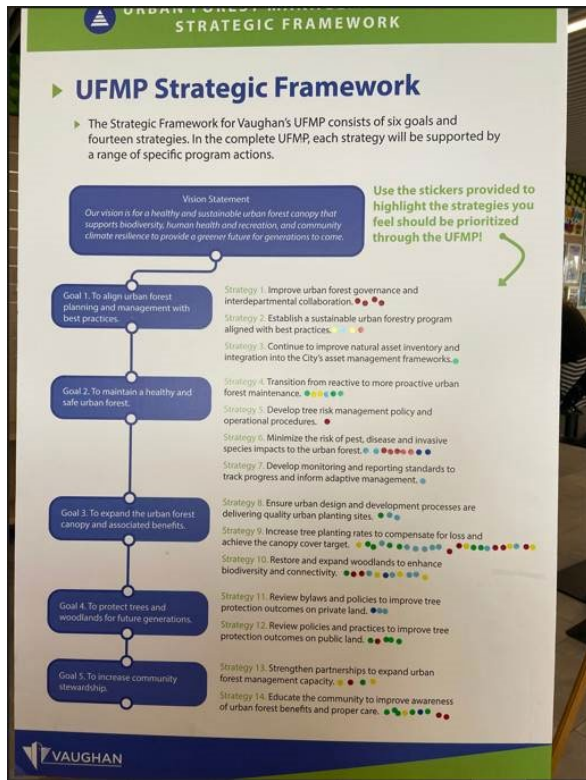 URBAN FOREST
STRATEGIC FRAMEWORK
UFMP Strategic Framework
The Strategic Framework for Vaughan's UFMP consists of six goals and
fourteen strategies. In the complete UFMP, each strategy will be supported by
a range of specific program actions.
Vision Statement
Our vision is for a healthy and sustainable urban forest canopy that
supports biodiversity, human health and recreation, and community
climate resilience to provide a greener future for generations to come.
Use the stickers provided to
highlight the strategies you
feel should be prioritized
through the UFMP!
Goal 1. To align urban forest
planning and management with
best practices.
Strategy 1. Improve urban forest governance and
interdepartmental collaboration.
Strategy 2. Establish a sustainable urban forestry program
aligned with best practices.
Strategy 3. Continue to improve natural asset inventory and
integration into the City's asset management frameworks.
Goal 2. To maintain a healthy and
safe urban forest.
Strategy 4. Transition from reactive to more proactive urban
forest maintenance.
Strategy 5. Develop tree risk management policy and
operational procedures.
Strategy 6. Minimize the risk of pest, disease and invasive
species impacts to the urban forest.
Strategy 7. Develop monitoring and reporting standards to
track progress and inform adaptive management.
Goal 3. To expand the urban forest
canopy and associated benefits.
Strategy 8. Ensure urban design and development processes are
delivering quality urban planting sites.
Strategy 9. Increase tree planting rates to compensate for loss and
achieve the canopy cover target.
Strategy 10. Restore and expand woodlands to enhance
biodiversity and connectivity.
Goal 4. To protect trees and
woodlands for future generations.
Strategy 11. Review bylaws and policies to improve tree
protection outcomes on private land.
Strategy 12. Review policies and practices to improve tree
protection outcomes on public land.
Goal 5. To increase community
stewardship.
Strategy 13. Strengthen partnerships to expand urban
forest management capacity.
Strategy 14. Educate the community to improve awareness
of urban forest benefits and proper care.
VAUGHAN